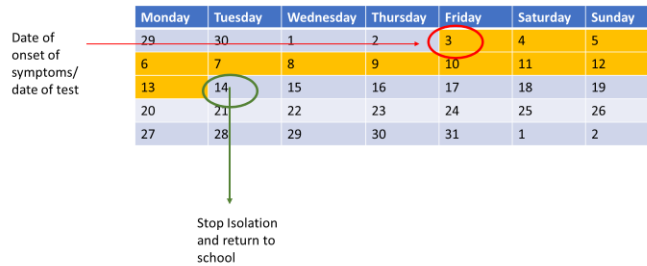 Monday Tuesday Wednesday Thursday Friday Saturday Sunday
29 30 1 2 3 4 5
6 7 8 9 10 11 12
13 14 15 16 17 18 19
20 21 22 23 24 25 26
27 28 29 30 31 1 2
Date of
onset of
symptoms/
date of test
Stop Isolation
and return to
school